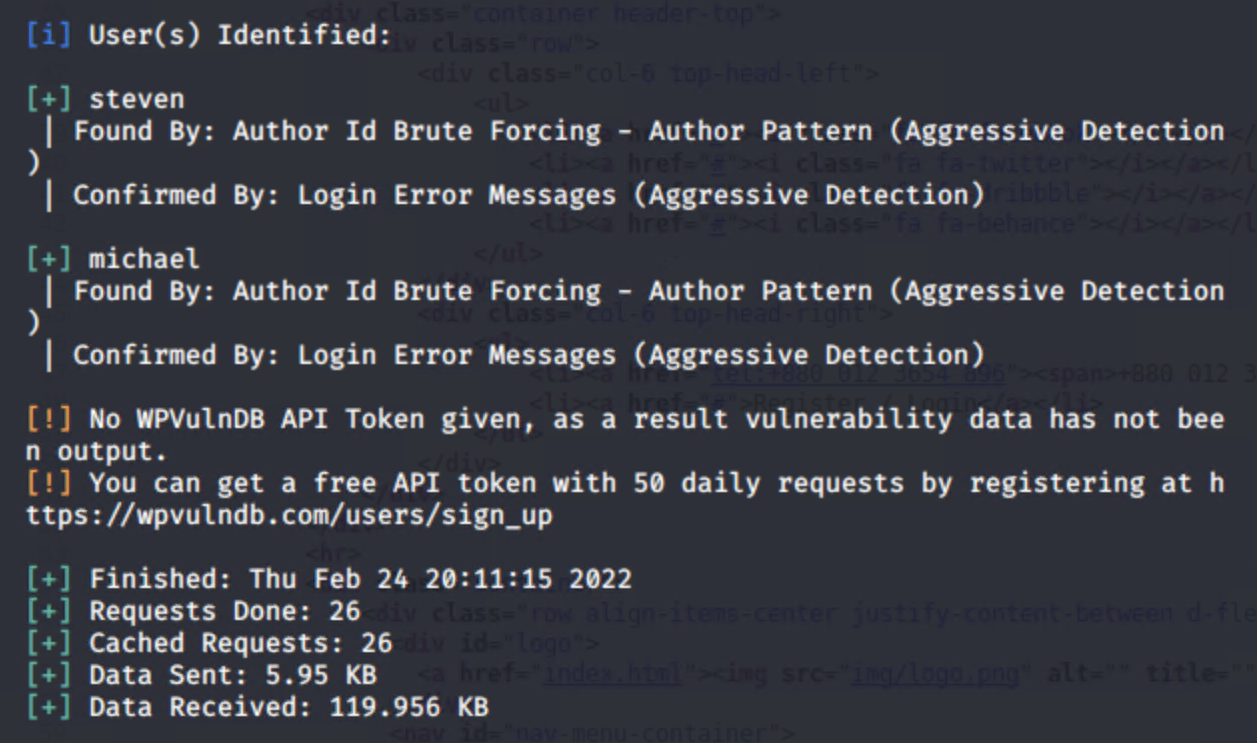 [i] User(s) Identified:
[+] steven
| Found By: Author Id Brute Forcing - Author Pattern (Aggressive Detection
)
| Confirmed By: Login Error Messages (Aggressive Detection)
[+] michael
| Found By: Author Id Brute Forcing - Author Pattern (Aggressive Detection
)
| Confirmed By: Login Error Messages (Aggressive Detection)
[!] No WPVulnDB API Token given, as a result vulnerability data has not bee
n output.
[!] You can get a free API token with 50 daily requests by registering at h
ttps://wpvulndb.com/users/sign_up
[+] Finished: Thu Feb 24 20:11:15 2022
[+] Requests Done: 26
[+] Cached Requests: 26
[+] Data Sent: 5.95 KB
[+] Data Received: 119.956 KB